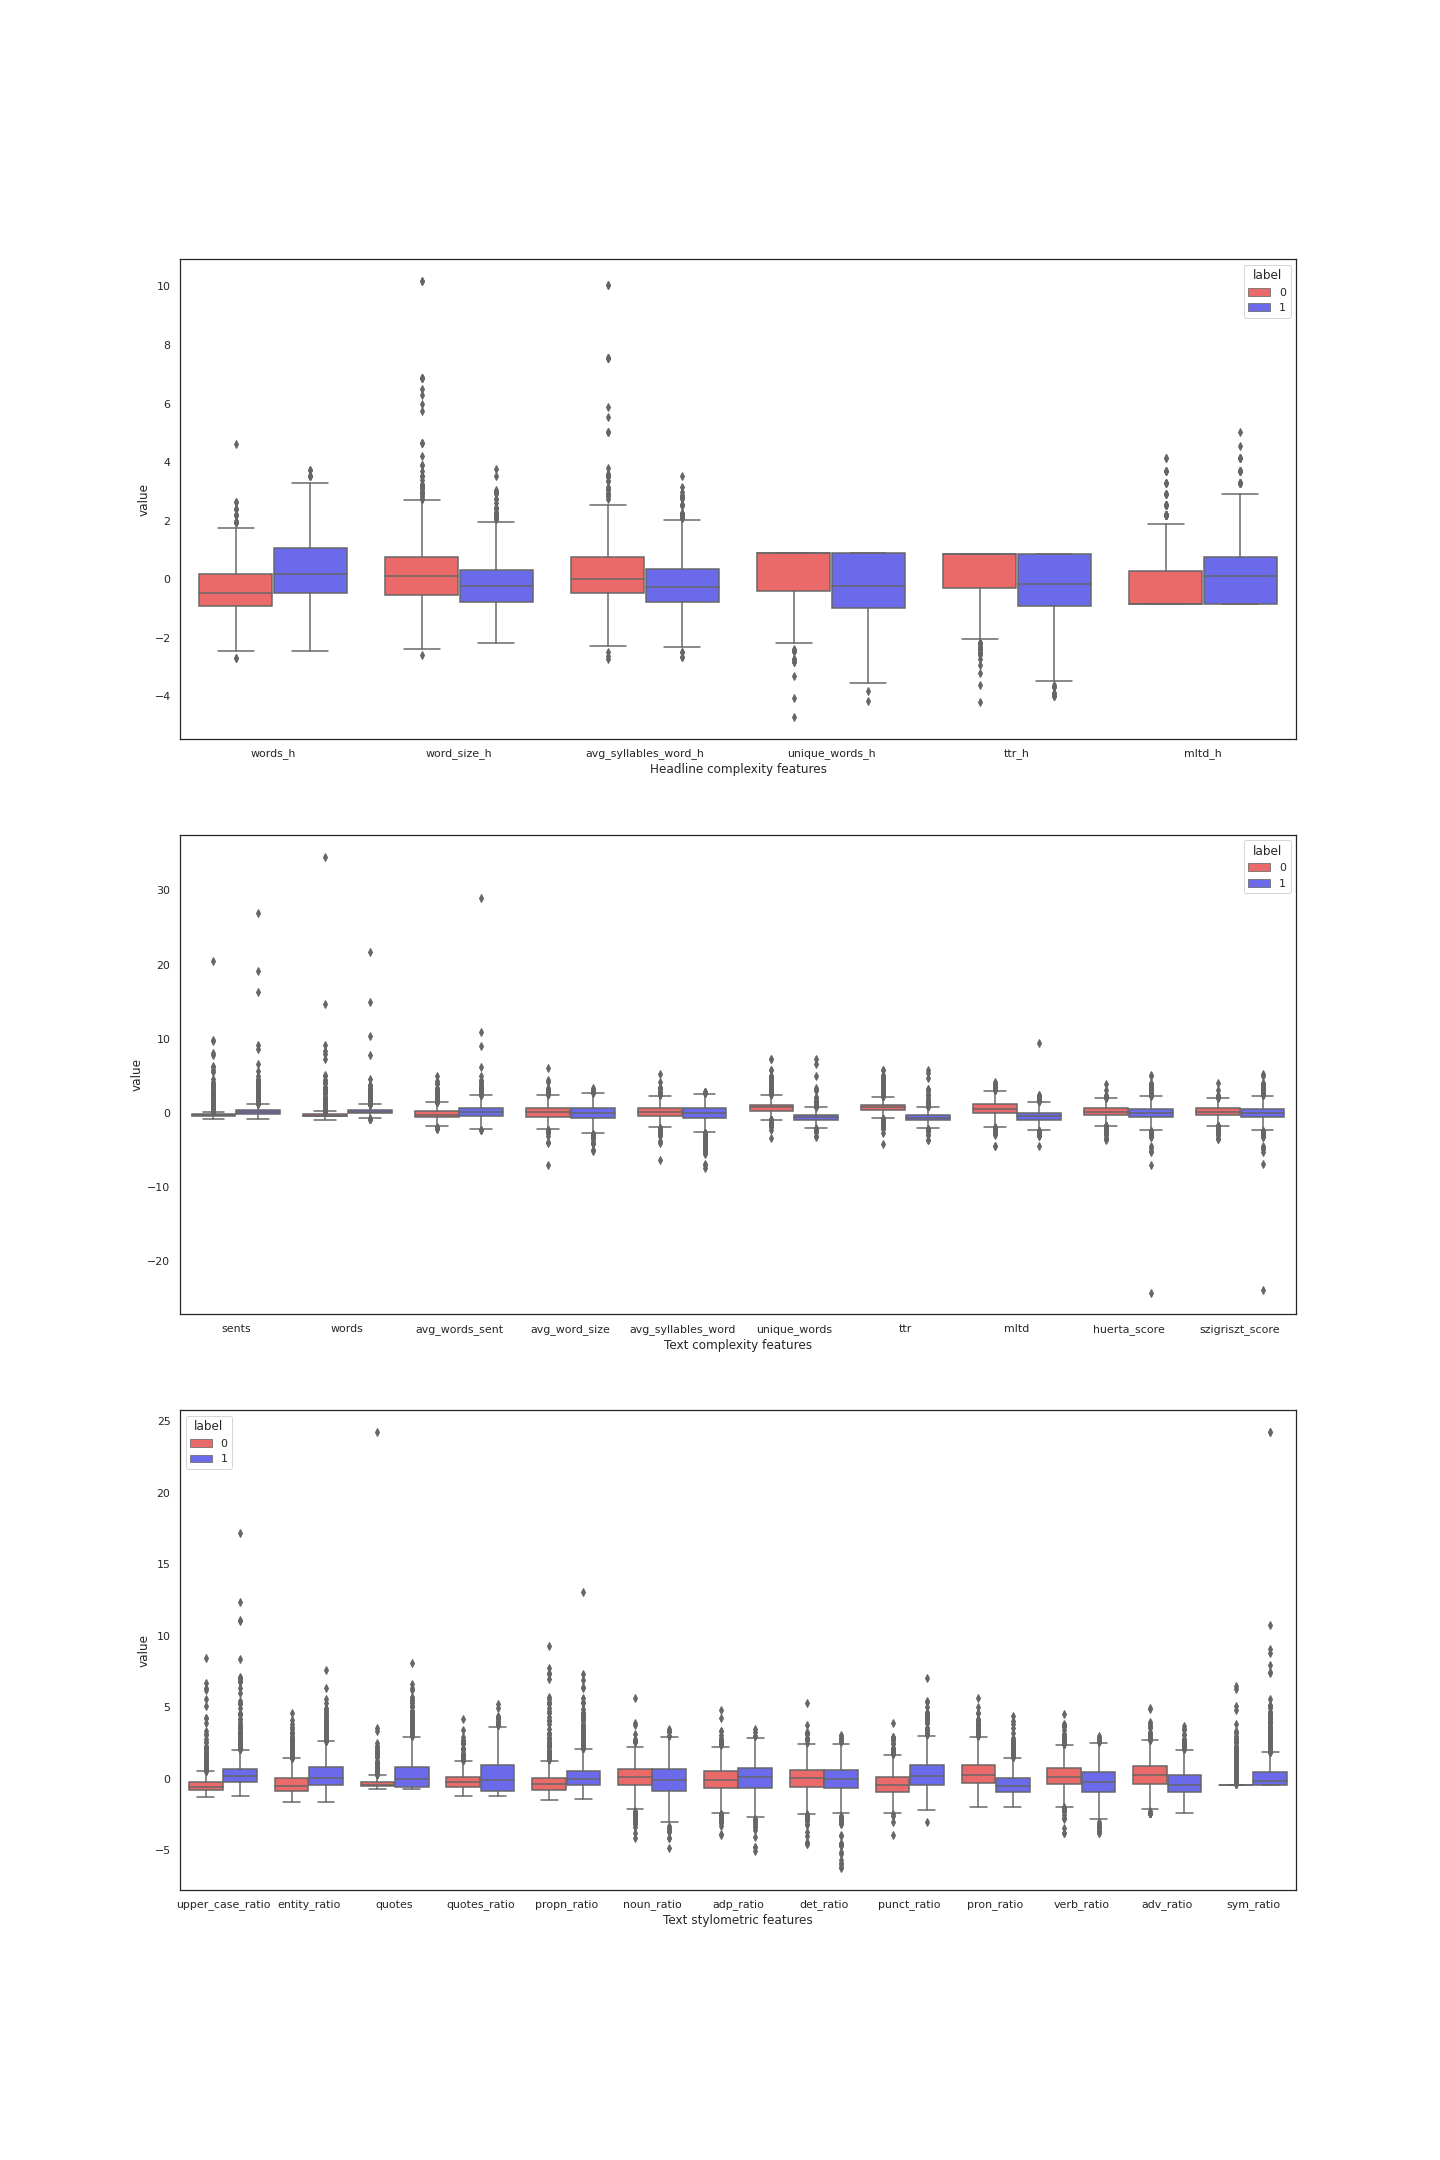 label
0
1
10
8
6
4
2
0
−2
−4
value
words_h word_size_h avg_syllables_word_h unique_words_h ttr_h mltd_h
Headline complexity features
label
0
1
30
20
10
0
−10
−20
value
sents words avg_words_sent avg_word_size avg_syllables_word unique_words ttr mltd huerta_score szigriszt_score
Text complexity features
label
0
1
25
20
15
10
5
0
−5
value
upper_case_ratio entity_ratio quotes quotes_ratio propn_ratio noun_ratio adp_ratio det_ratio punct_ratio pron_ratio verb_ratio adv_ratio sym_ratio
Text stylometric features